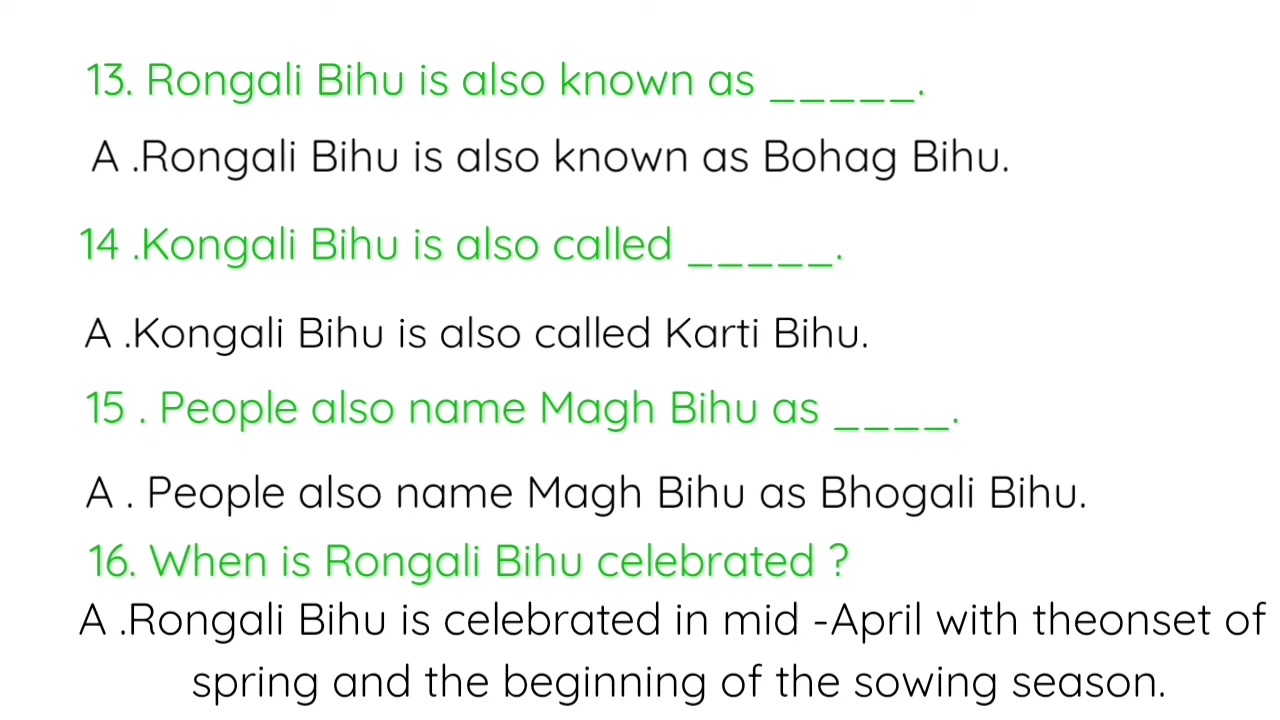 13. Rongali Bihu is also known as _____.
A .Rongali Bihu is also known as Bohag Bihu.
14 .Kongali Bihu is also called _____.
A .Kongali Bihu is also called Karti Bihu.
15 . People also name Magh Bihu as ____.
A . People also name Magh Bihu as Bhogali Bihu.
16. When is Rongali Bihu celebrated ?
A .Rongali Bihu is celebrated in mid -April with theonset of
spring and the beginning of the sowing season.